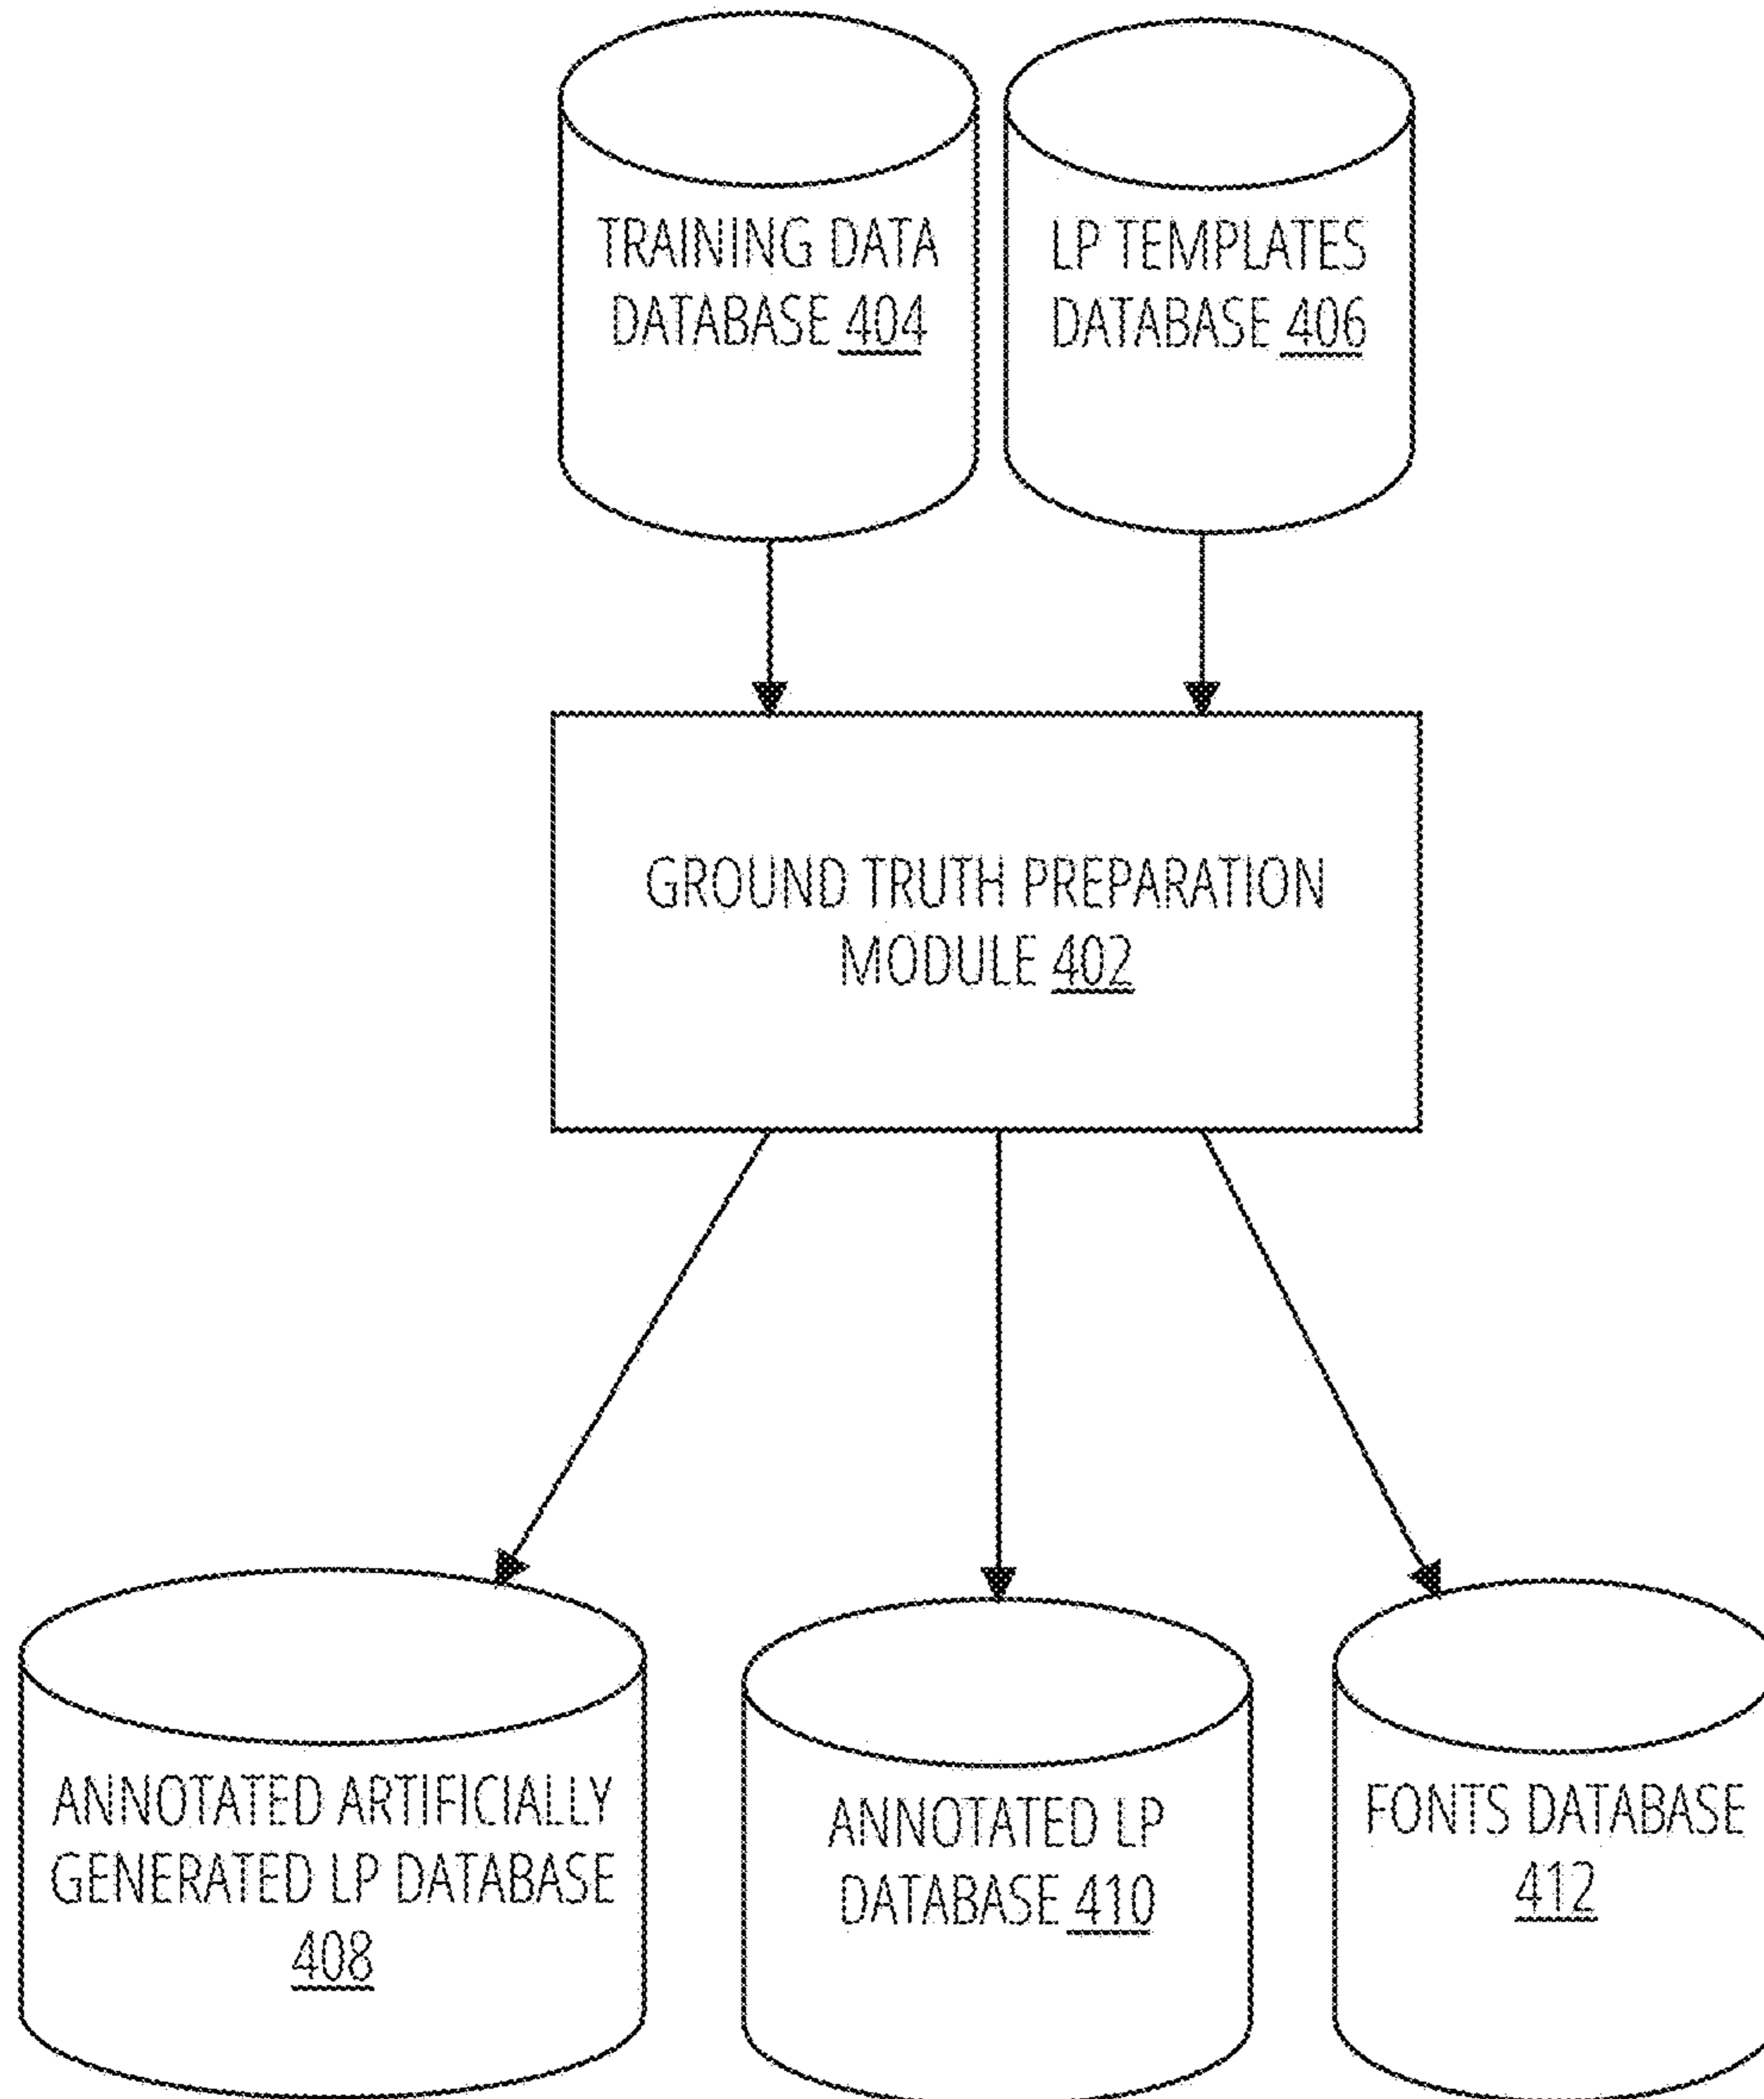 TRAINING DATA
DATABASE 404
LP TEMPLATES
DATABASE 406
GROUND TRUTH PREPARATION
MODULE 402
ANNOTATED ARTIFICIALLY
GENERATED LP DATABASE
408
ANNOTATED LP
DATABASE 410
FONTS DATABASE
412